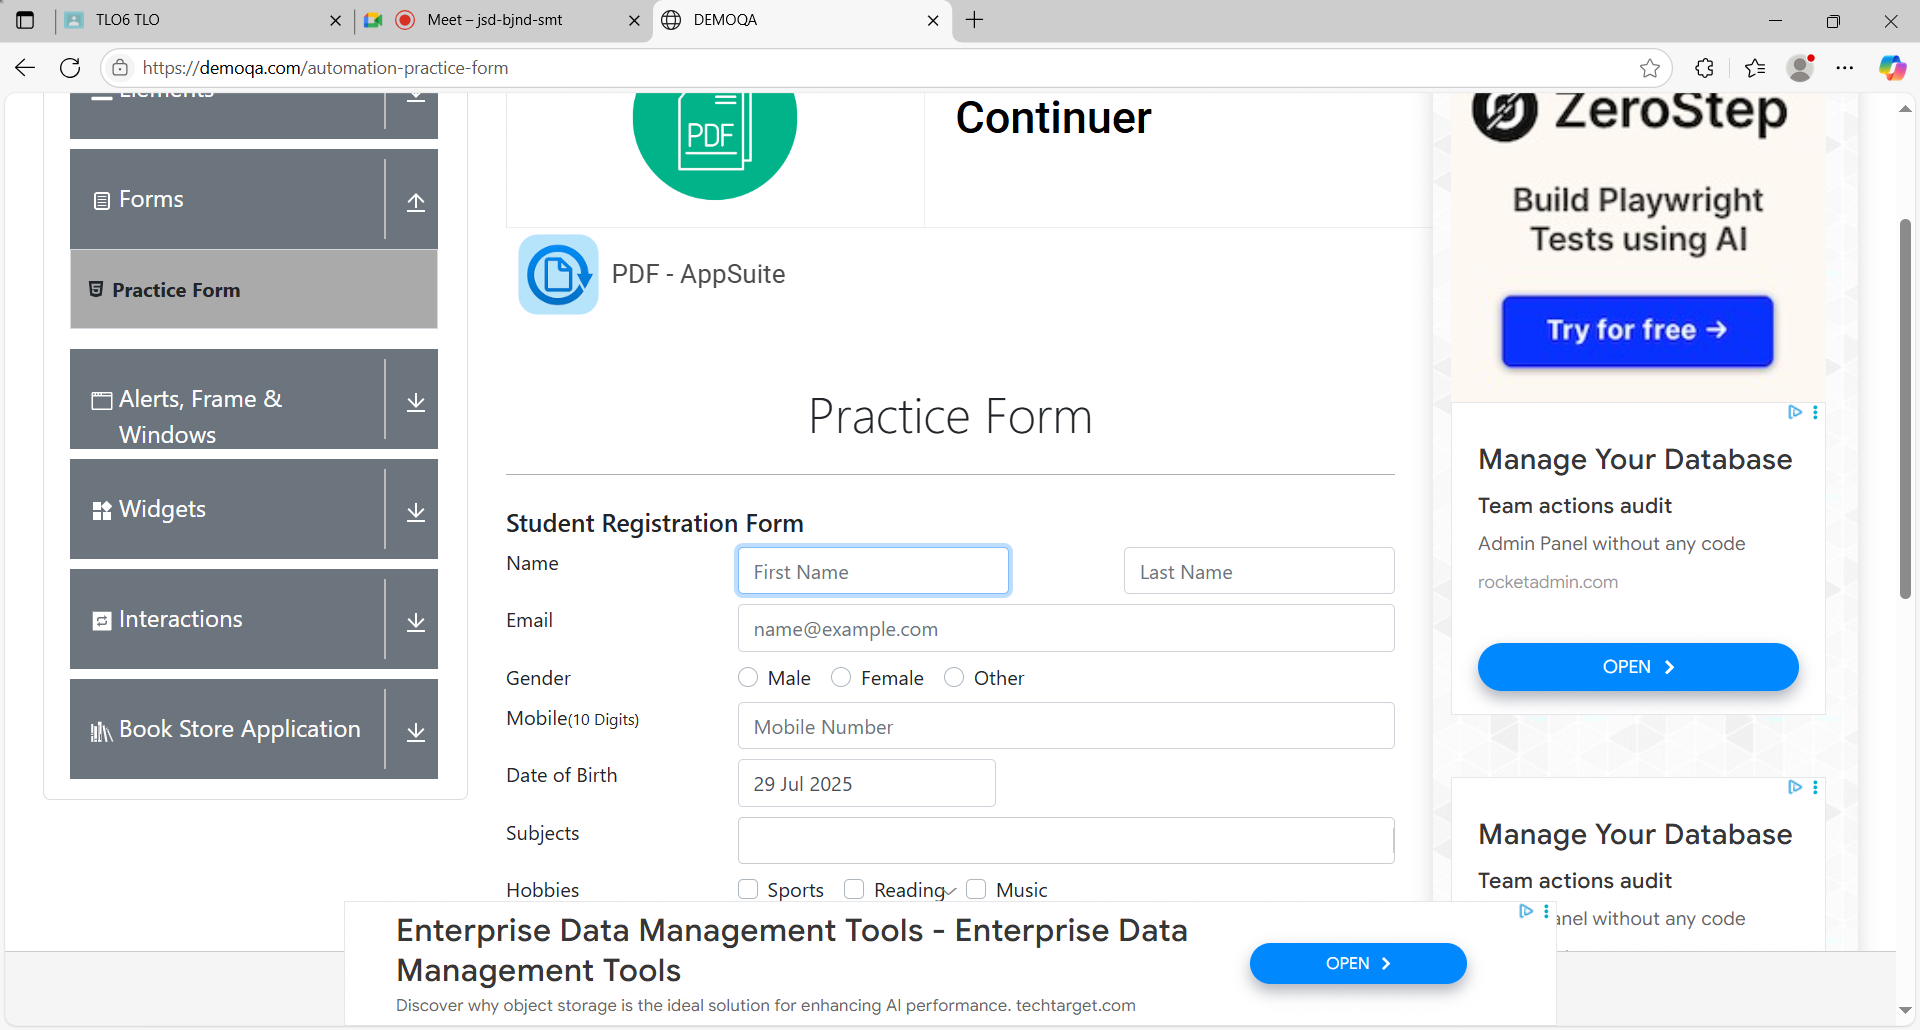 TLO6 TLO
Meet – jsd-bjnd-smt
DEMOQA
https://demoqa.com/automation-practice-form
Elements
Forms
Practice Form
Alerts, Frame &
Windows
Widgets
Interactions
Book Store Application
PDF
Continuer
PDF - AppSuite
Practice Form
Student Registration Form
Name
First Name
Last Name
Email
name@example.com
Gender
Male
Female
Other
Mobile(10 Digits)
Mobile Number
Date of Birth
29 Jul 2025
Subjects
Hobbies
Sports
Reading
Music
ZeroStep
Build Playwright
Tests using AI
Try for free →
Manage Your Database
Team actions audit
Admin Panel without any code
rocketadmin.com
OPEN
Manage Your Database
Team actions audit
anel without any code
Enterprise Data Management Tools - Enterprise Data
Management Tools
Discover why object storage is the ideal solution for enhancing AI performance. techtarget.com
OPEN